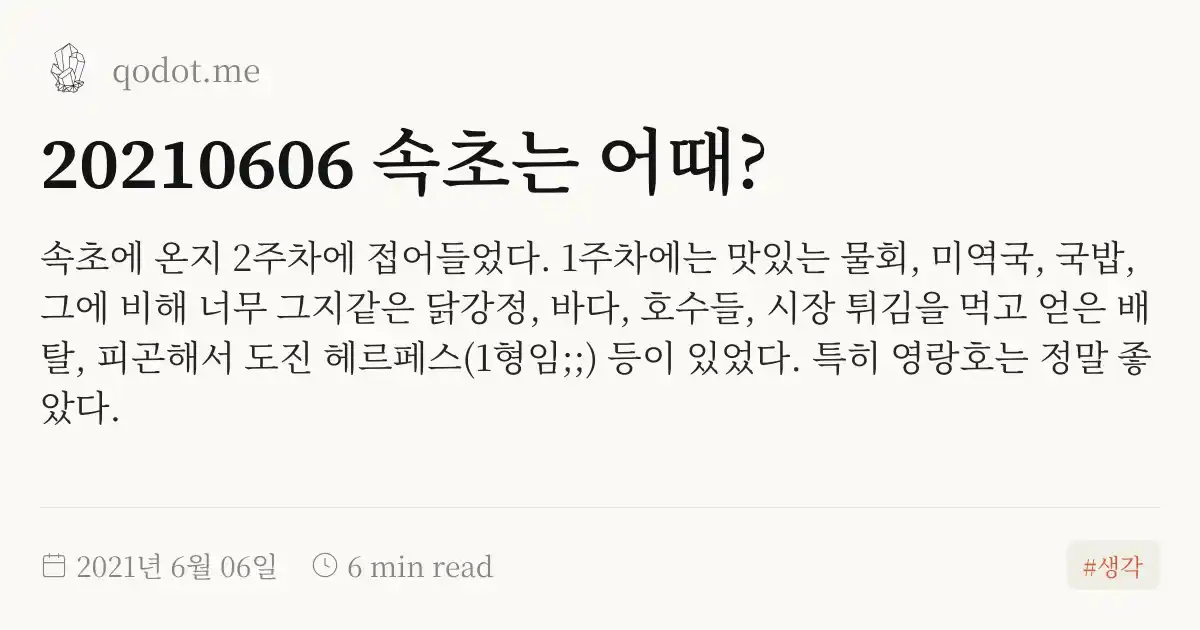 qodot.me
20210606 속초는 어때?
속초에 온지 2주차에 접어들었다. 1주차에는 맛있는 물회, 미역국, 국밥,
그에 비해 너무 그지같은 닭강정, 바다, 호수들, 시장 튀김을 먹고 얻은 배
탈, 피곤해서 도진 헤르페스(1형임;;) 등이 있었다. 특히 영랑호는 정말 좋
았다.
2021년 6월 06일 6 min read #생각